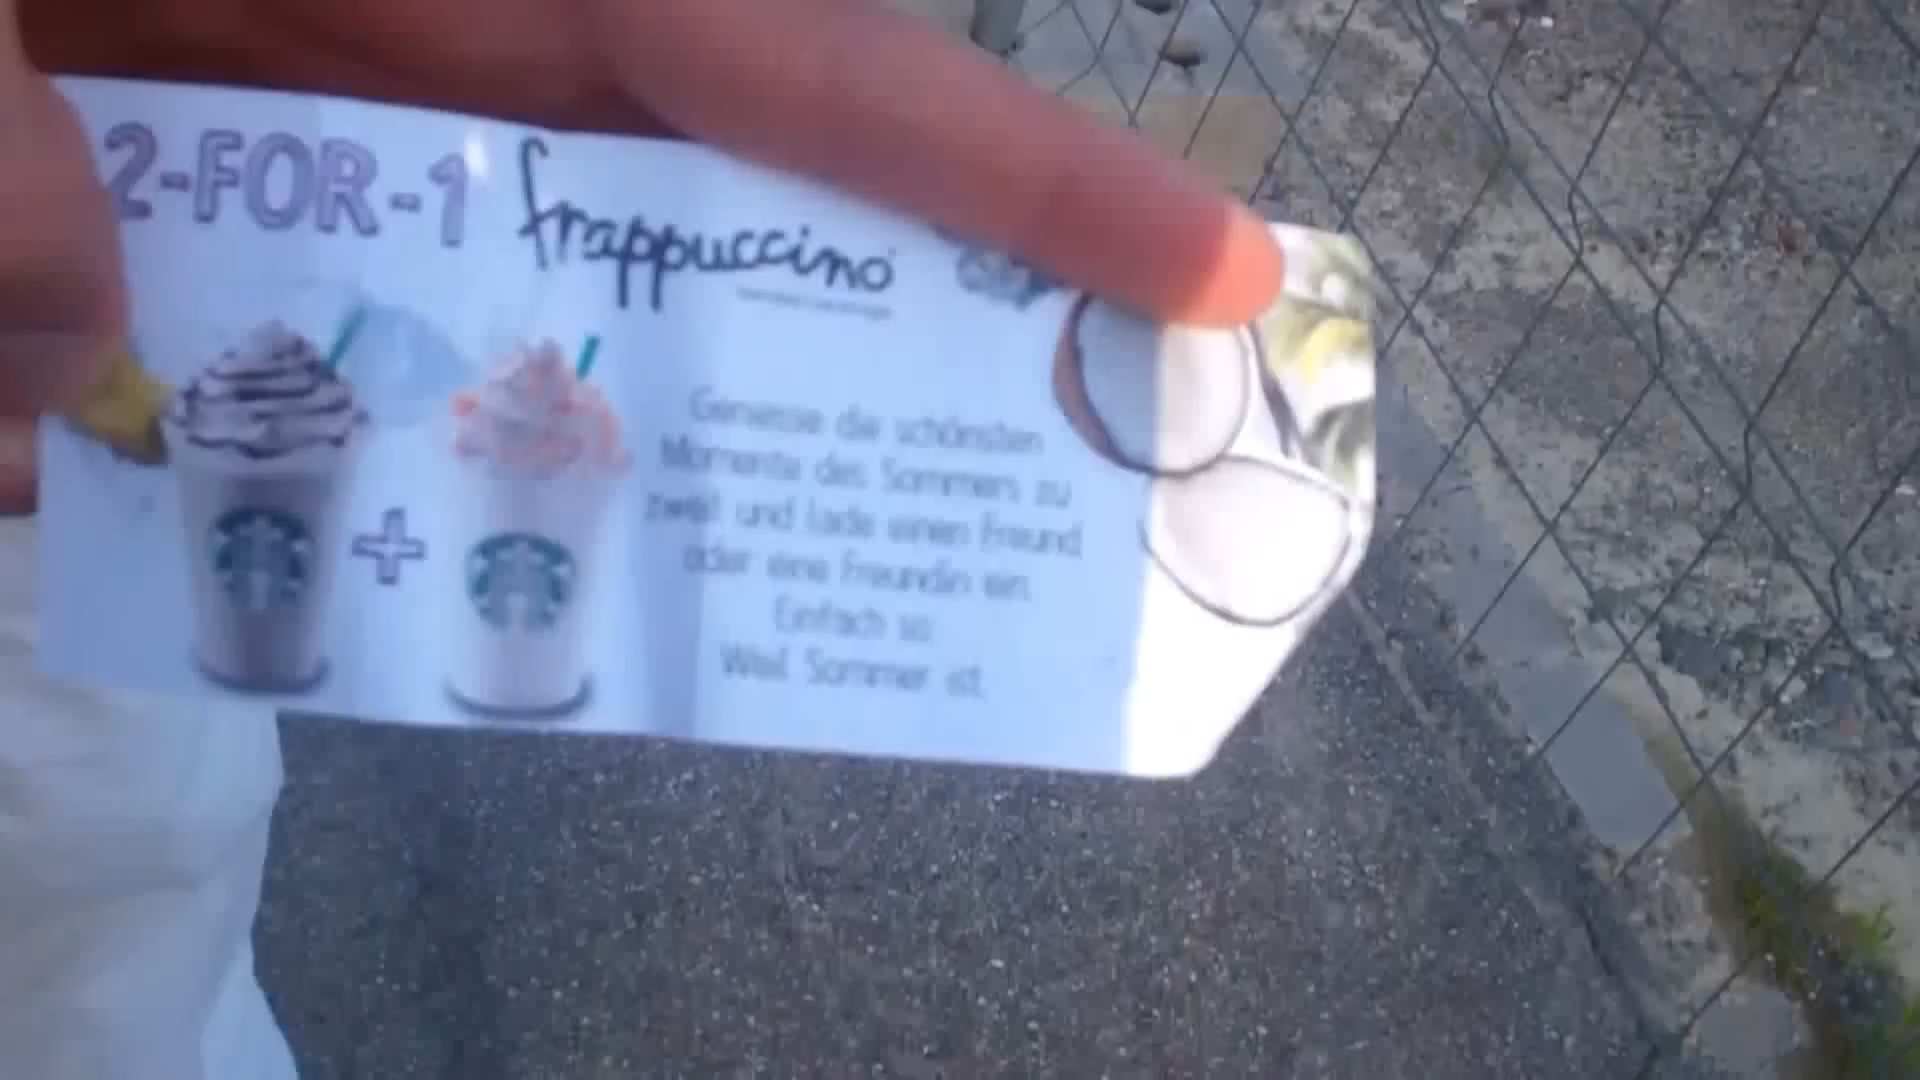 2-FOR-1 frappuccino
Geniesse die schönsten
Momente des Sommers zu
zweit und lade einen Freund
oder eine Freundin ein.
Einfach so.
Weil Sommer ist.